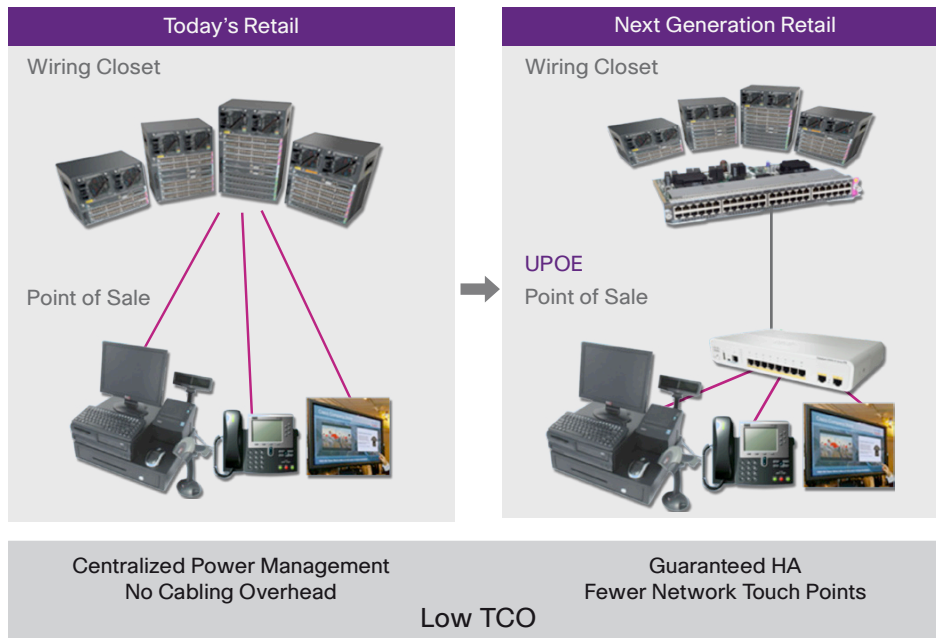 Today’s Retail
Wiring Closet
Point of Sale
Next Generation Retail
Wiring Closet
UPOE
Point of Sale
Centralized Power Management
No Cabling Overhead
Guaranteed HA
Fewer Network Touch Points
Low TCO